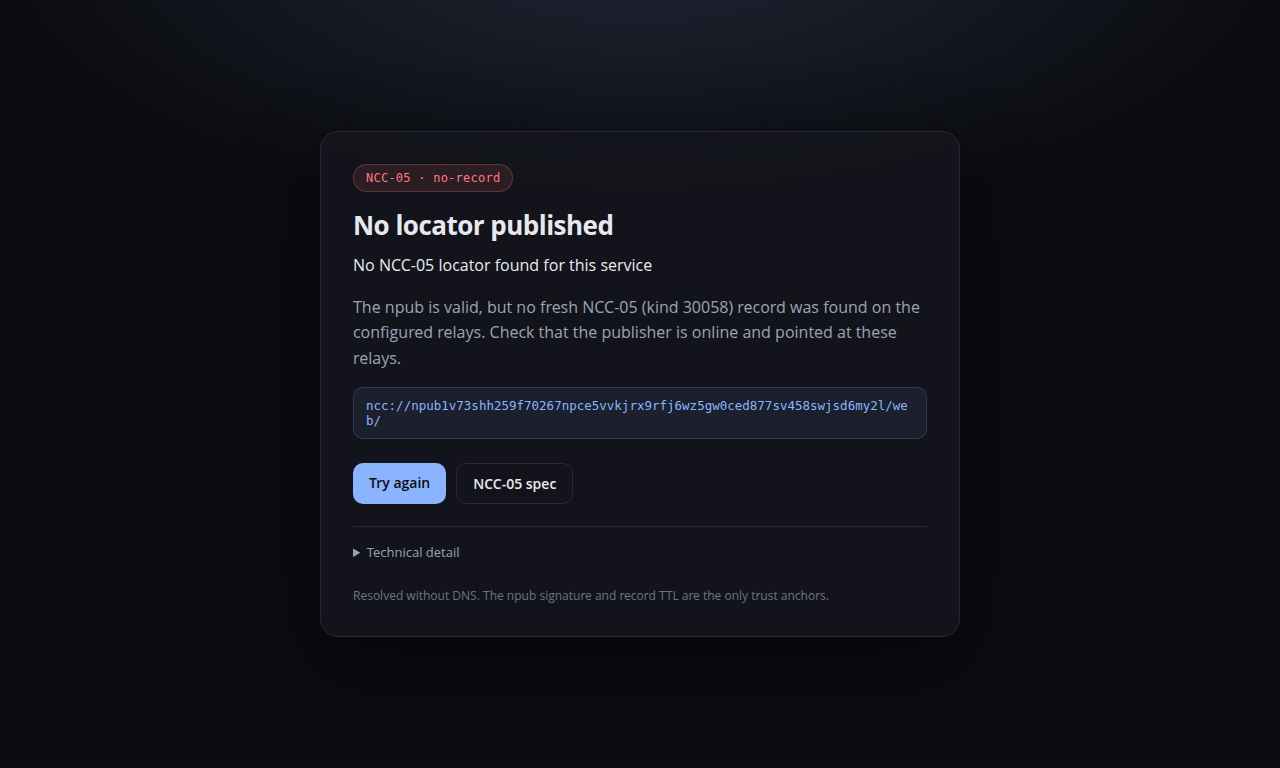 NCC-05 · no-record
No locator published
No NCC-05 locator found for this service
The npub is valid, but no fresh NCC-05 (kind 30058) record was found on the
configured relays. Check that the publisher is online and pointed at these
relays.
ncc://npub1v73shh259f70267npce5vvkjrx9rfj6wz5gw0ced877sv458swjsd6my2l/we
b/
Try again
NCC-05 spec
Technical detail
Resolved without DNS. The npub signature and record TTL are the only trust anchors.